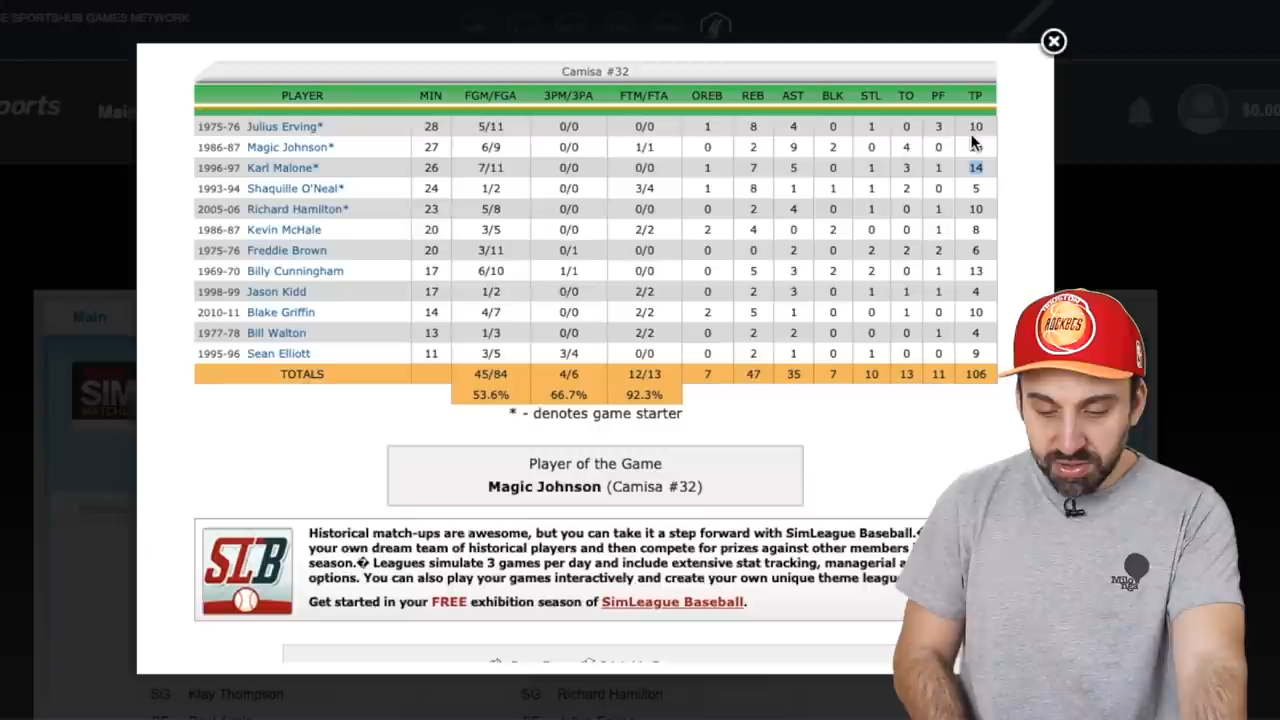 E SPORTSHUB GAMES NETWORK
orts Mai
$0.00
Camisa #32
PLAYER MIN FGM/FGA 3PM/3PA FTM/FTA OREB REB AST BLK STL TO PF TP
1975-76 Julius Erving* 28 5/11 0/0 0/0 1 8 4 0 1 0 3 10
1986-87 Magic Johnson* 27 6/9 0/0 1/1 0 2 9 2 0 4 0
1996-97 Karl Malone* 26 7/11 0/0 0/0 1 7 5 0 1 3 1 14
1993-94 Shaquille O'Neal* 24 1/2 0/0 3/4 1 8 1 1 1 2 0 5
2005-06 Richard Hamilton* 23 5/8 0/0 0/0 0 2 4 0 1 0 1 10
1986-87 Kevin McHale 20 3/5 0/0 2/2 2 4 0 2 0 0 1 8
1975-76 Freddie Brown 20 3/11 0/1 0/0 0 0 2 0 2 2 2 6
1969-70 Billy Cunningham 17 6/10 1/1 0/0 0 5 3 2 2 0 1 13
1998-99 Jason Kidd 17 1/2 0/0 2/2 0 2 3 0 1 1 1 4
2010-11 Blake Griffin 14 4/7 0/0 2/2 2 5 1 0 0 1 0 10
1977-78 Bill Walton 13 1/3 0/0 2/2 0 2 2 0 0 0 1 4
1995-96 Sean Elliott 11 3/5 3/4 0/0 0 2 1 0 1 0 0 9
TOTALS 45/84 4/6 12/13 7 47 35 7 10 13 11 106
53.6% 66.7% 92.3%
* - denotes game starter
Player of the Game
Magic Johnson (Camisa #32)
Main
SIM
SLB
Historical match-ups are awesome, but you can take it a step forward with SimLeague Baseball.�
your own dream team of historical players and then compete for prizes against other members
season.� Leagues simulate 3 games per day and include extensive stat tracking, managerial a
options. You can also play your games interactively and create your own unique theme leagu
Get started in your FREE exhibition season of SimLeague Baseball.
SG Klay Thompson SG Richard Hamilton
HOUSTON
ROCKETS